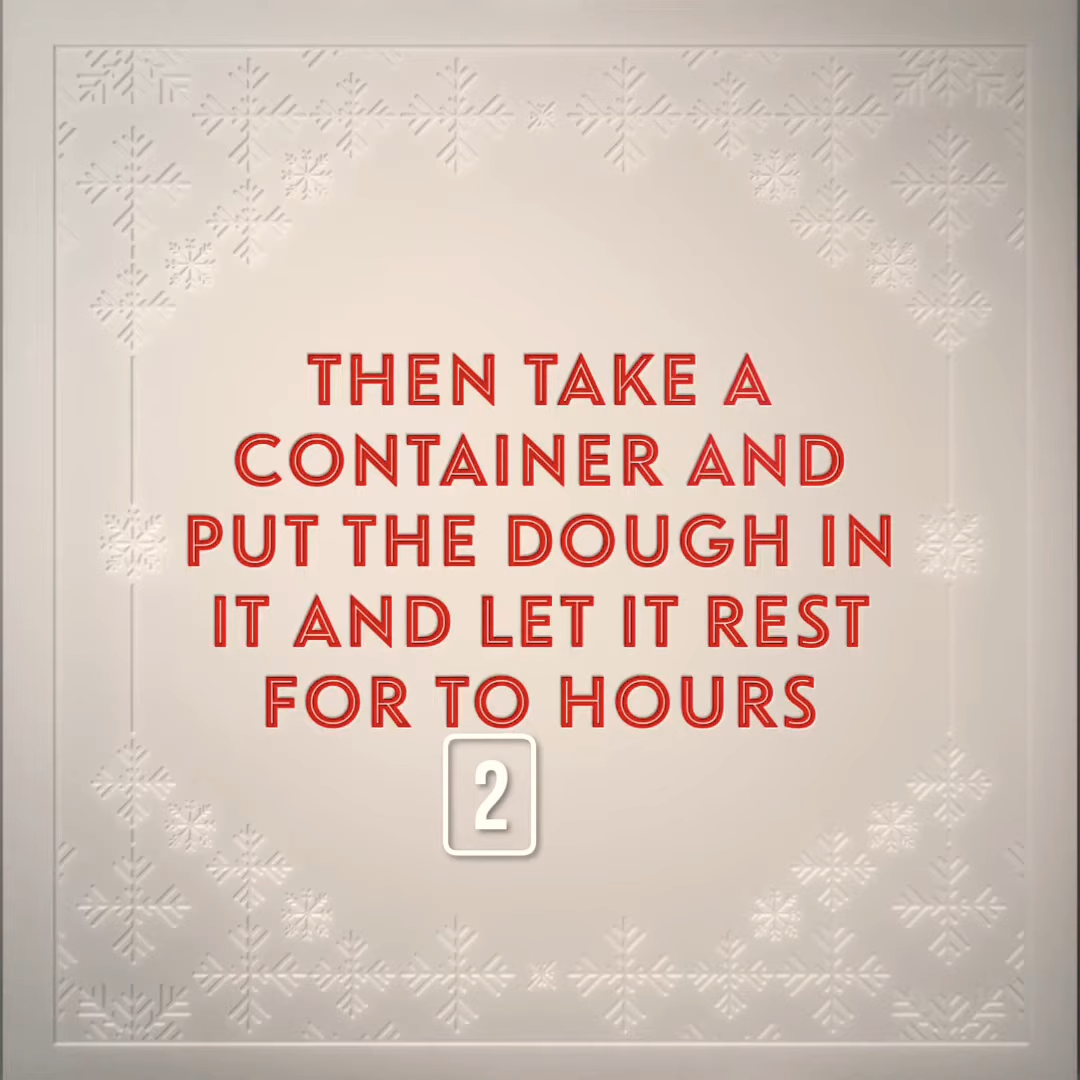 THEN TAKE A
CONTAINER AND
PUT THE DOUGH IN
IT AND LET IT REST
FOR TO HOURS
2